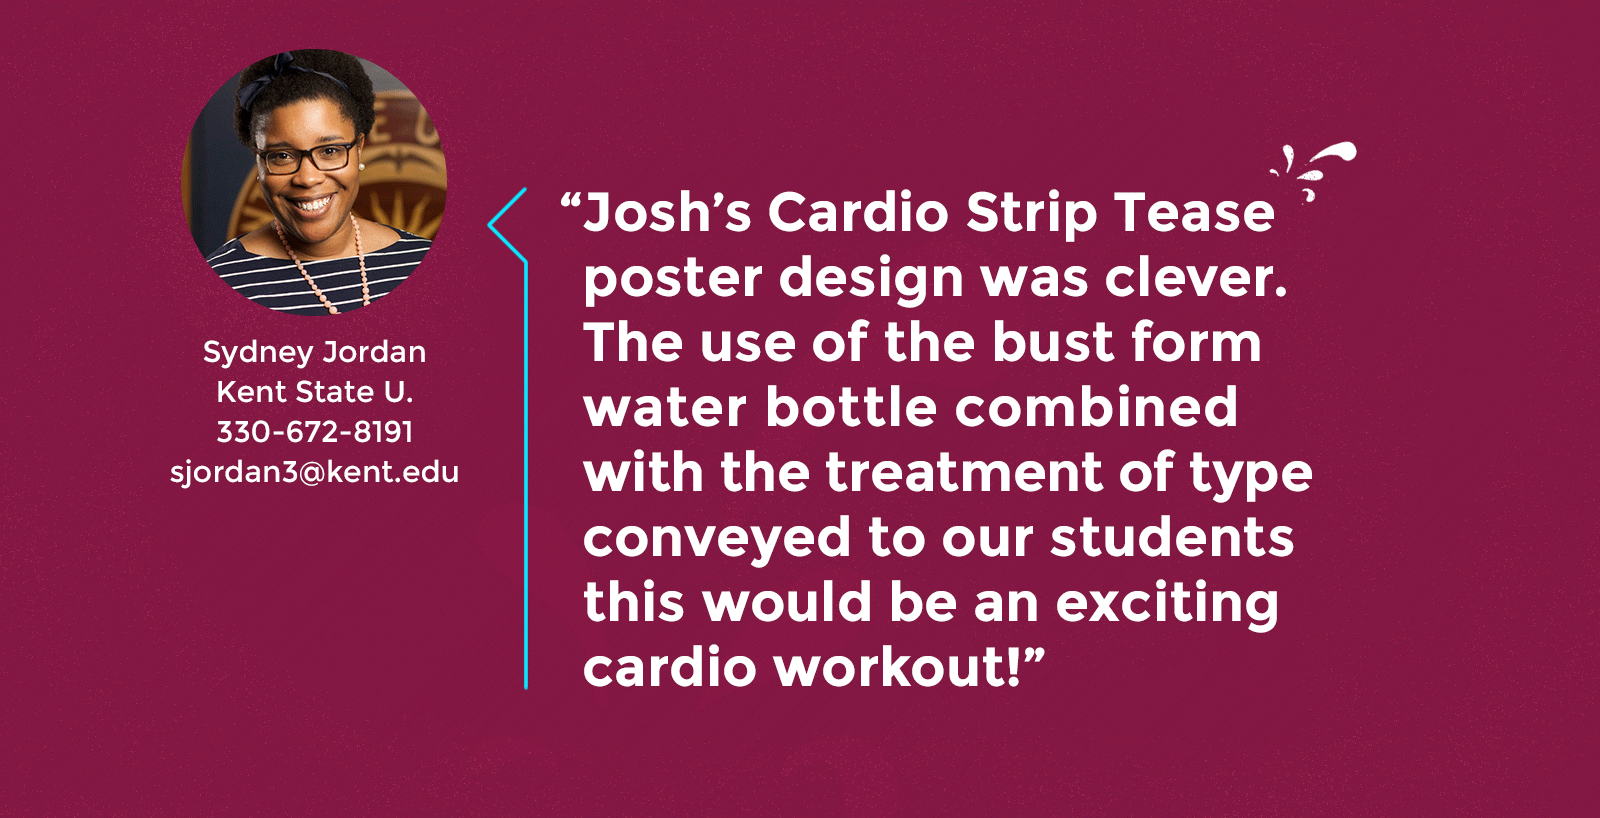 Sydney Jordan
Kent State U.
330-672-8191
sjordan3@kent.edu
“Josh’s Cardio Strip Tease
poster design was clever.
The use of the bust form
water bottle combined
with the treatment of type
conveyed to our students
this would be an exciting
cardio workout!”